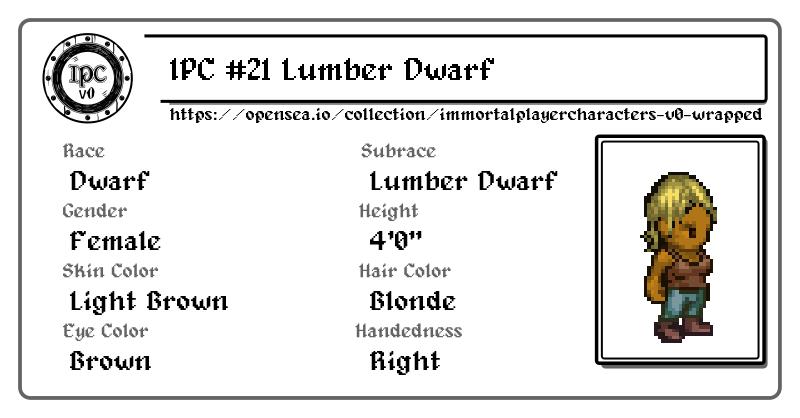 IPC
v0
IPC #21 Lumber Dwarf
https://opensea.io/collection/immortalplayercharacters-v0-wrapped
Race
Dwarf
Subrace
Lumber Dwarf
Gender
Female
Height
4'0"
Skin Color
Light Brown
Hair Color
Blonde
Eye Color
Brown
Handedness
Right